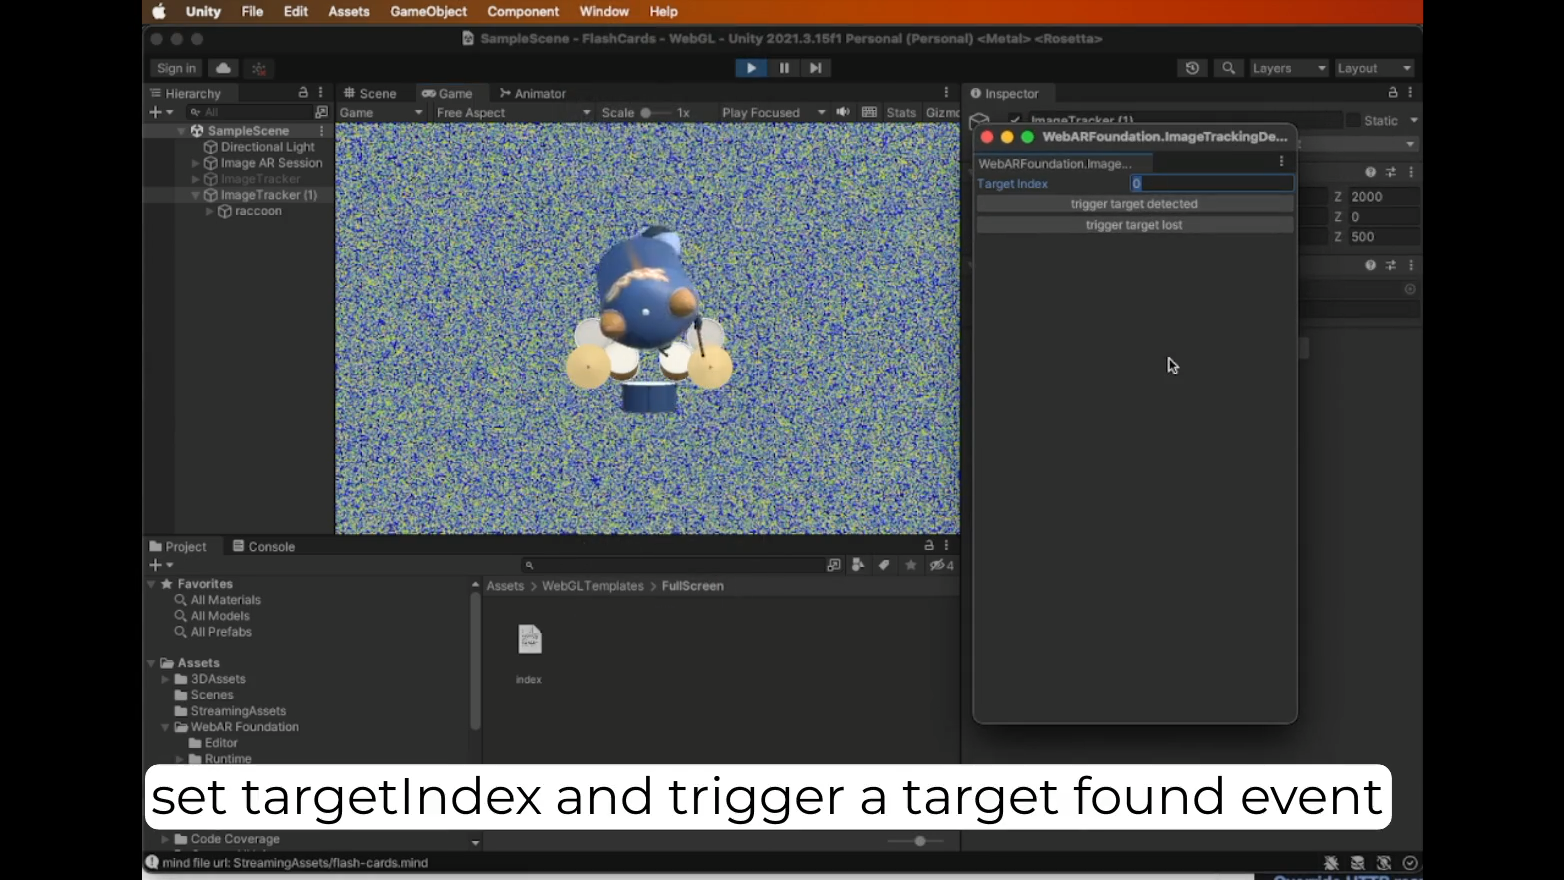 Unity File Edit Assets GameObject Component Window Help
SampleScene - FlashCards - WebGL - Unity 2021.3.15f1 Personal (Personal) <Metal> <Rosetta>
Sign in Layers Layout
Hierarchy Scene Game Animator Inspector
All Game Free Aspect Scale 1x Play Focused Stats Gizm ImageTracker (1) Static
SampleScene
Directional Light
Image AR Session
ImageTracker
ImageTracker (1)
raccoon
WebARFoundation.ImageTrackingDe...
WebARFoundation.Image...
Target Index 0
trigger target detected
trigger target lost
Z 2000
Z 0
Z 500
Project Console
4
Favorites
All Materials
All Models
All Prefabs
Assets
3DAssets
Scenes
StreamingAssets
WebAR Foundation
Editor
Runtime
Assets > WebGLTemplates > FullScreen
index
set targetIndex and trigger a target found event
Code Coverage
mind file url: StreamingAssets/flash-cards.mind